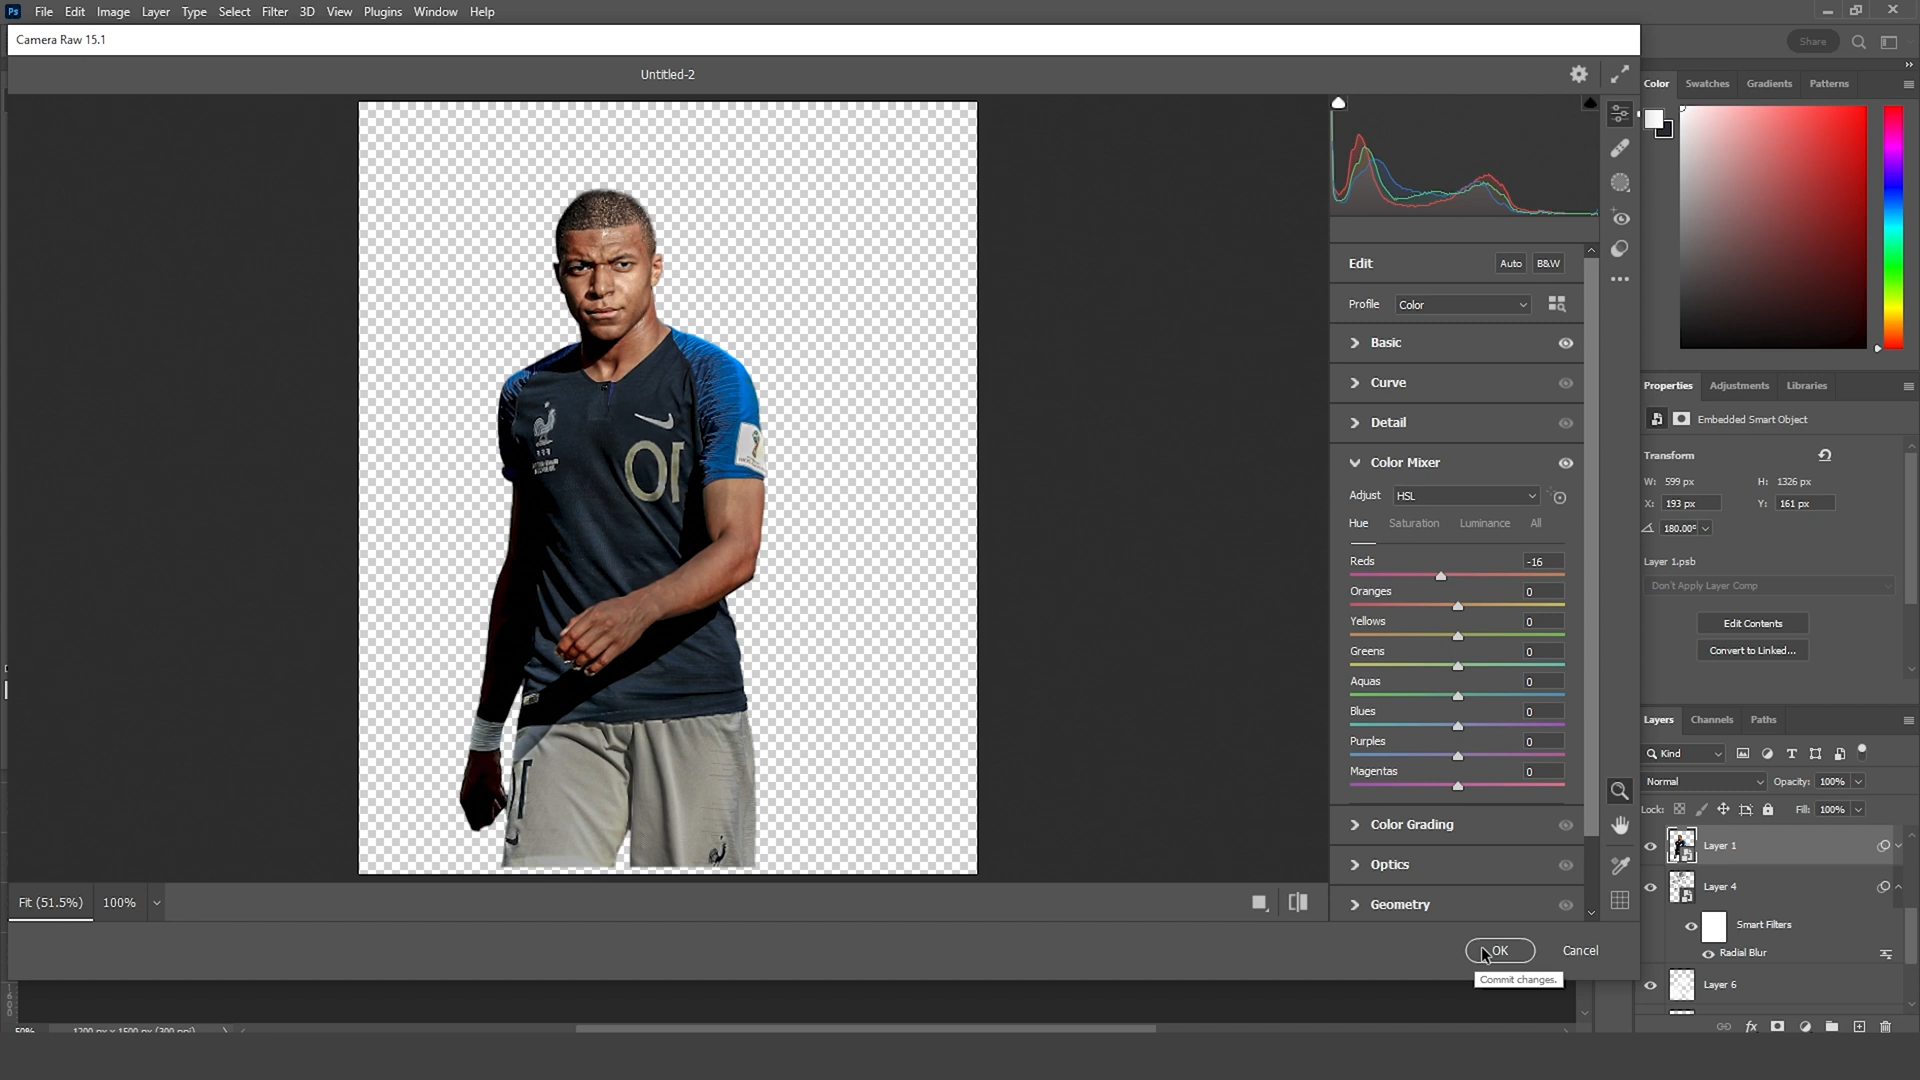 Ps File Edit Image Layer Type Select Filter 3D View Plugins Window Help
Camera Raw 15.1
Share
Untitled-2
Color Swatches Gradients Patterns
Edit Auto B&W
Profile Color
Basic
Curve
Detail
Color Mixer
Adjust HSL
Hue Saturation Luminance All
Reds -16
Oranges 0
Yellows 0
Greens 0
Aquas 0
Blues 0
Purples 0
Magentas 0
Color Grading
Optics
Geometry
Fit (51.5%) 100%
OK Cancel
Commit changes.
Properties Adjustments Libraries
Embedded Smart Object
Transform
W: 599 px H: 1326 px
X: 193 px Y: 161 px
180.00°
Layer 1.psb
Don't Apply Layer Comp
Edit Contents
Convert to Linked...
Layers Channels Paths
Kind
Normal Opacity: 100%
Lock: Fill: 100%
Layer 1
Layer 4
Smart Filters
Radial Blur
Layer 6
fx
50% 1200 px x 1500 px (300 ppi)
10